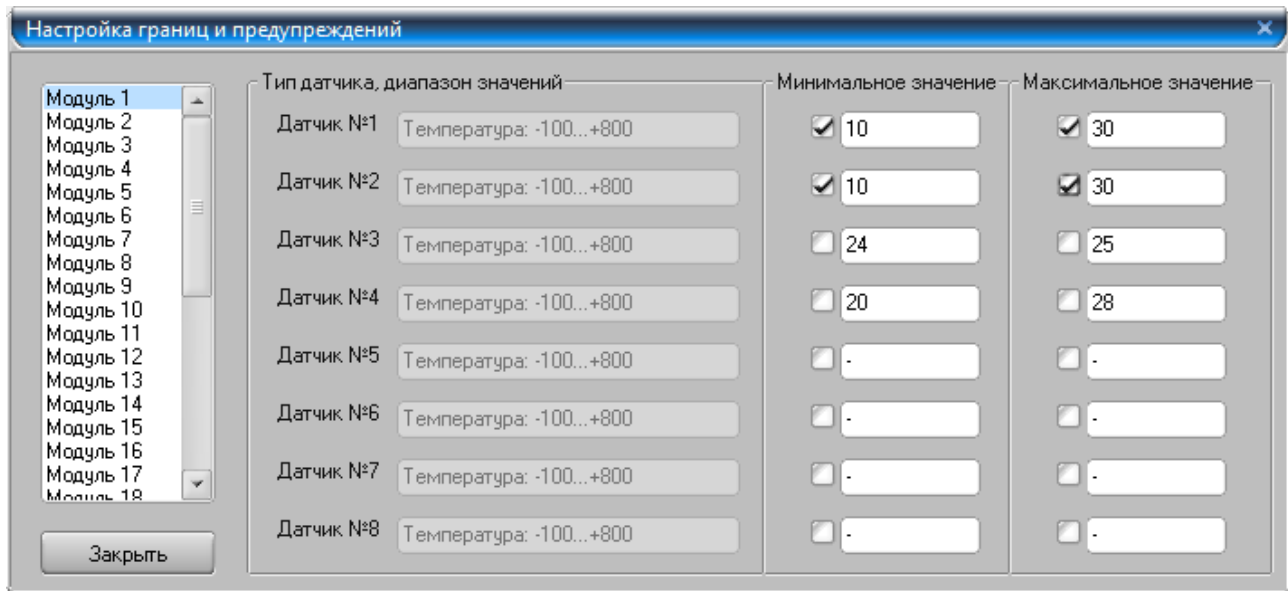 Настройка границ и предупреждений
Модуль 1
Модуль 2
Модуль 3
Модуль 4
Модуль 5
Модуль 6
Модуль 7
Модуль 8
Модуль 9
Модуль 10
Модуль 11
Модуль 12
Модуль 13
Модуль 14
Модуль 15
Модуль 16
Модуль 17
Модуль 18
Закрыть
Тип датчика, диапазон значений Минимальное значение Максимальное значение
Датчик №1 Температура: -100...+800 10 30
Датчик №2 Температура: -100...+800 10 30
Датчик №3 Температура: -100...+800 24 25
Датчик №4 Температура: -100...+800 20 28
Датчик №5 Температура: -100...+800 - -
Датчик №6 Температура: -100...+800 - -
Датчик №7 Температура: -100...+800 - -
Датчик №8 Температура: -100...+800 - -